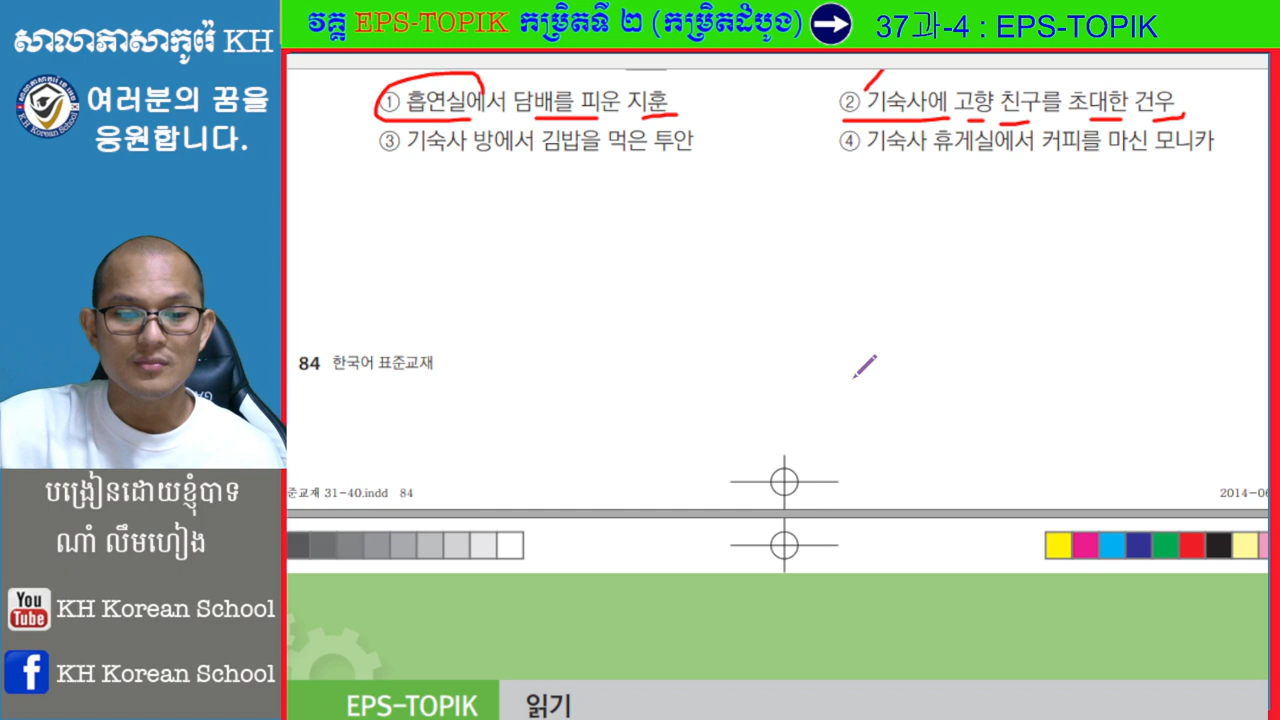 សាលាភាសាកូរ៉េ KH
វគ្គ EPS-TOPIK កម្រិតទី ២ (កម្រិតដំបូង)
37과-4 : EPS-TOPIK
여러분의 꿈을
응원합니다.
① 흡연실에서 담배를 피운 지훈
② 기숙사에 고향 친구를 초대한 건우
③ 기숙사 방에서 김밥을 먹은 투안
④ 기숙사 휴게실에서 커피를 마신 모니카
84 한국어 표준교재
준교재 31-40.indd 84
2014-06
បង្រៀនដោយខ្ញុំបាទ
ណាំ លឹមហៀង
You Tube KH Korean School
f KH Korean School
EPS-TOPIK 읽기